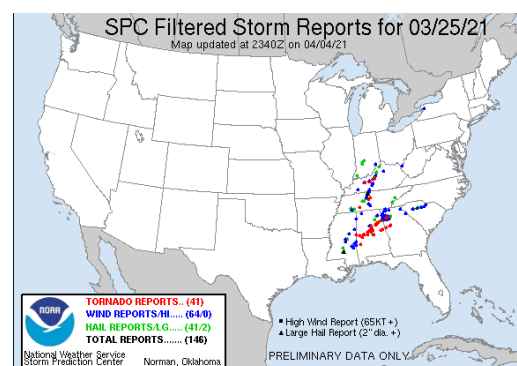 SPC Filtered Storm Reports for 03/25/21
Map updated at 2340Z on 04/04/21
NOAA
TORNADO REPORTS.. (41)
WIND REPORTS/HI..... (64/0)
HAIL REPORTS/LG..... (41/2)
TOTAL REPORTS....... (146)
National Weather Service
Storm Prediction Center Norman, Oklahoma
High Wind Report (65KT +)
Large Hail Report (2" dia. +)
PRELIMINARY DATA ONLY